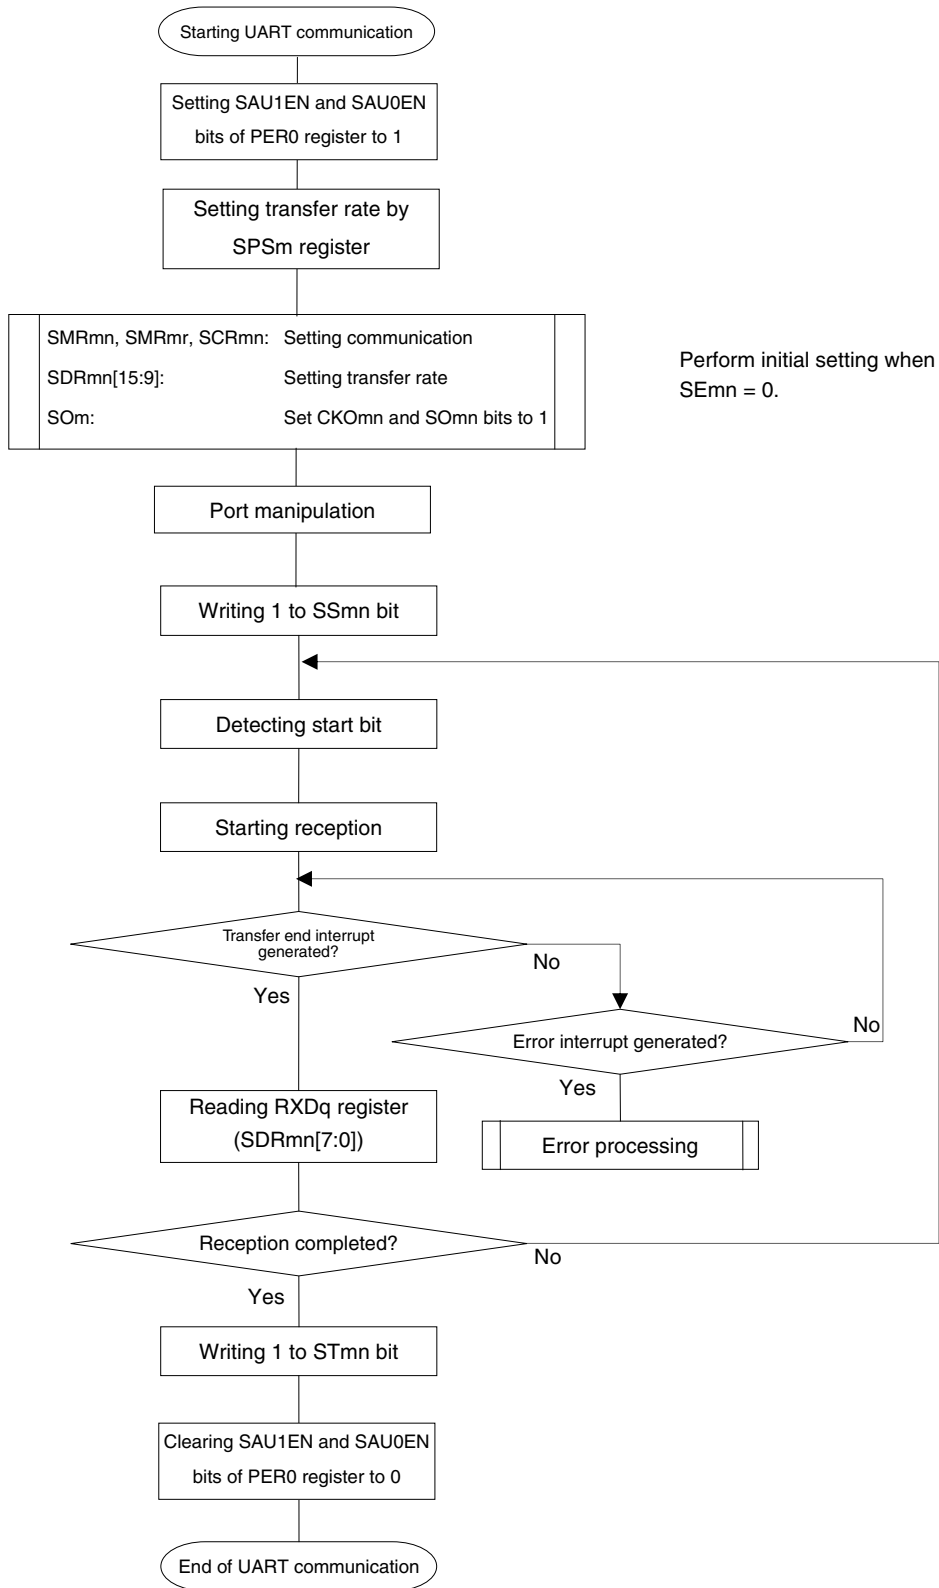 Starting UART communication
Setting SAU1EN and SAU0EN
bits of PER0 register to 1
Setting transfer rate by
SPSm register
SMRmn, SMRmr, SCRmn: Setting communication
SDRmn[15:9]: Setting transfer rate
SOm: Set CKOmn and SOmn bits to 1
Perform initial setting when
SEmn = 0.
Port manipulation
Writing 1 to SSmn bit
Detecting start bit
Starting reception
Transfer end interrupt
generated?
No
Yes
Error interrupt generated?
No
Yes
Error processing
Reading RXDq register
(SDRmn[7:0])
Reception completed?
No
Yes
Writing 1 to STmn bit
Clearing SAU1EN and SAU0EN
bits of PER0 register to 0
End of UART communication